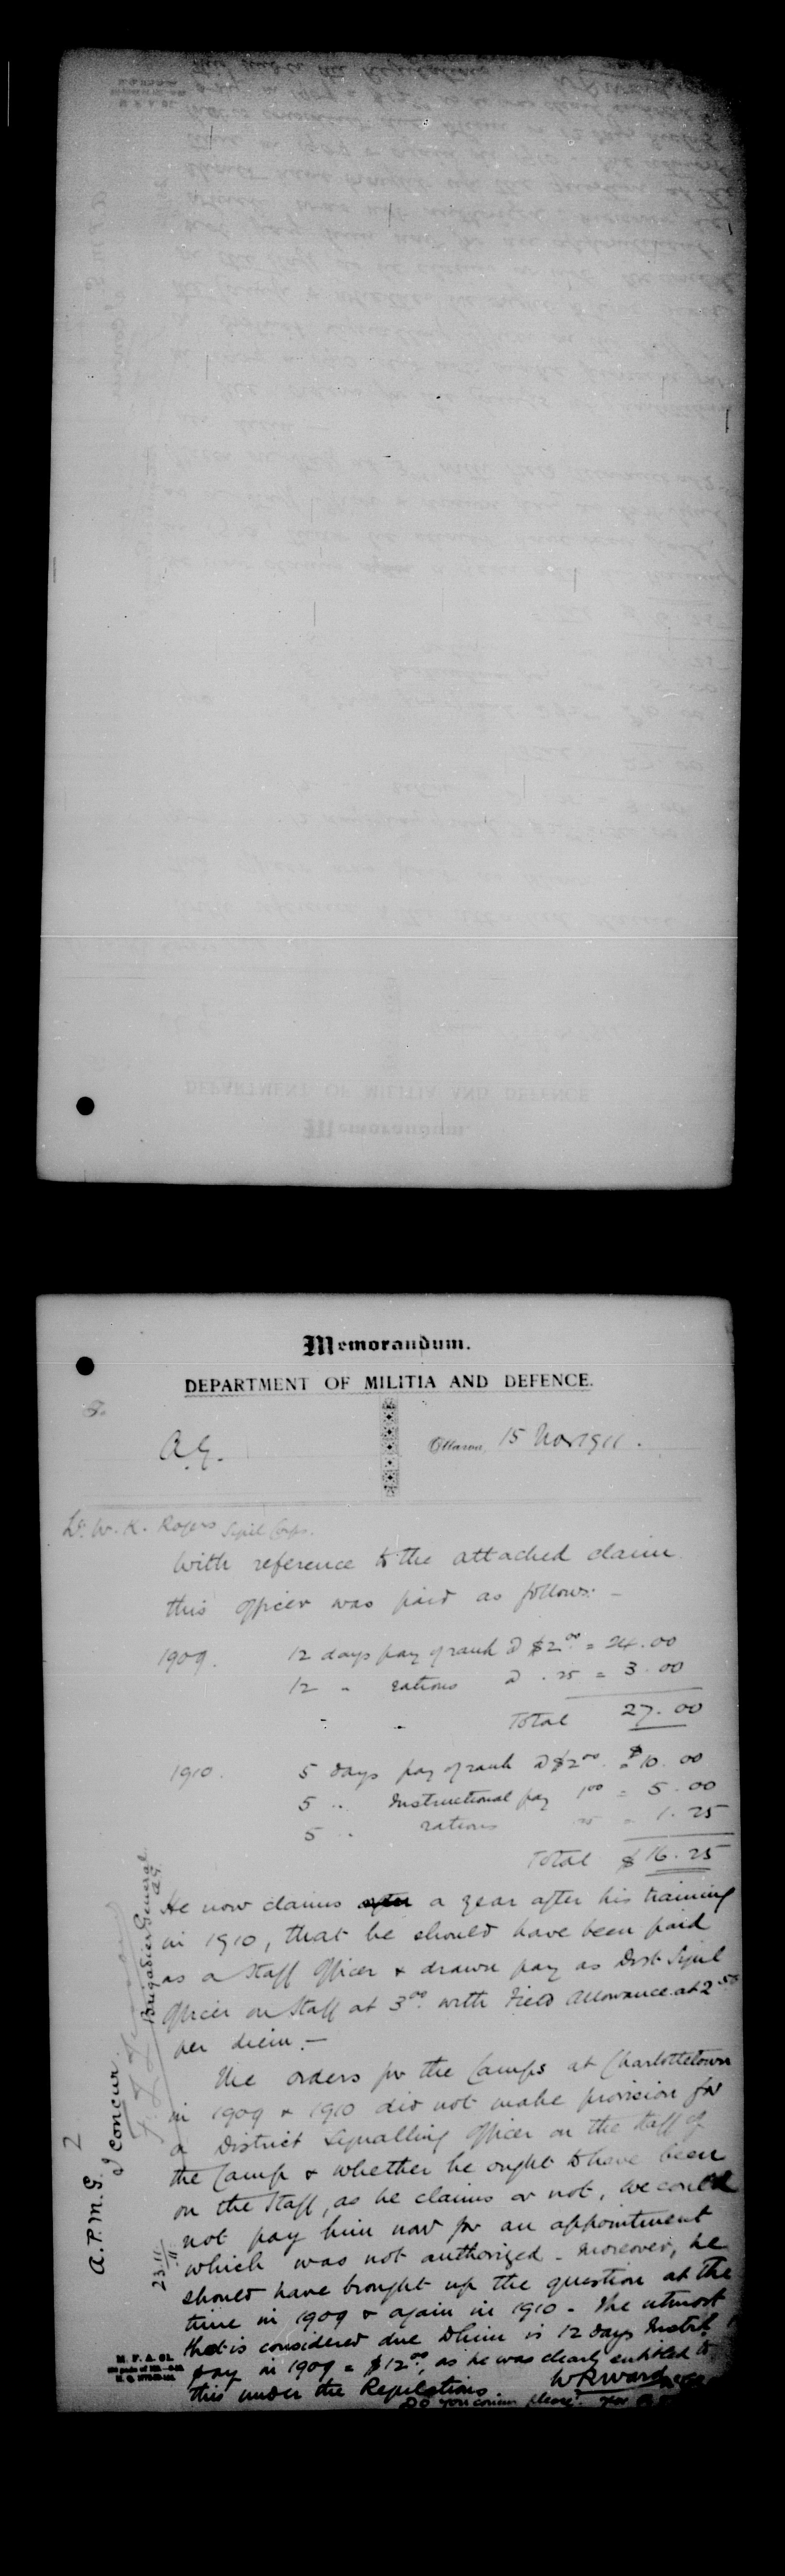 Memorandum.
DEPARTMENT OF MILITIA AND DEFENCE.
A.G.
Ottawa, 15 Nov 1911.
Lt. W. K. Rogers Signl Corps.
With reference to the attached claim
this officer was paid as follows: -
1909. 12 days pay of rank @ $2.00 = 24.00
12 " rations @ .25 = 3.00
Total 27.00
1910. 5 days pay of rank @ $2.00 = $10.00
5 " Instructional pay 1.00 = 5.00
5 " rations .25 = 1.25
Total $16.25
He now claims after a year after his training
in 1910, that he should have been paid
as a Staff Officer & drawn pay as Dist Signl
Officer on Staff at 3.00 with Field Allowance at 2.50
per diem. -
The orders for the Camps at Charlottetown
in 1909 & 1910 did not make provision for
a District Signalling Officer on the Staff of
the Camp & whether he ought to have been
on the Staff, as he claims or not, we could
not pay him now for an appointment
which was not authorized - moreover, he
should have brought up the question at the
time in 1909 & again in 1910 - The utmost
that is considered due to him is 12 days Instrl
pay in 1909 = $12.00, as he was clearly entitled to
this under the Regulations.
W R Ward
Do you concur please?
A.P.M.G. 2
I concur.
Brigadier General
A.G.
23.11.11
M. F. A. 61.